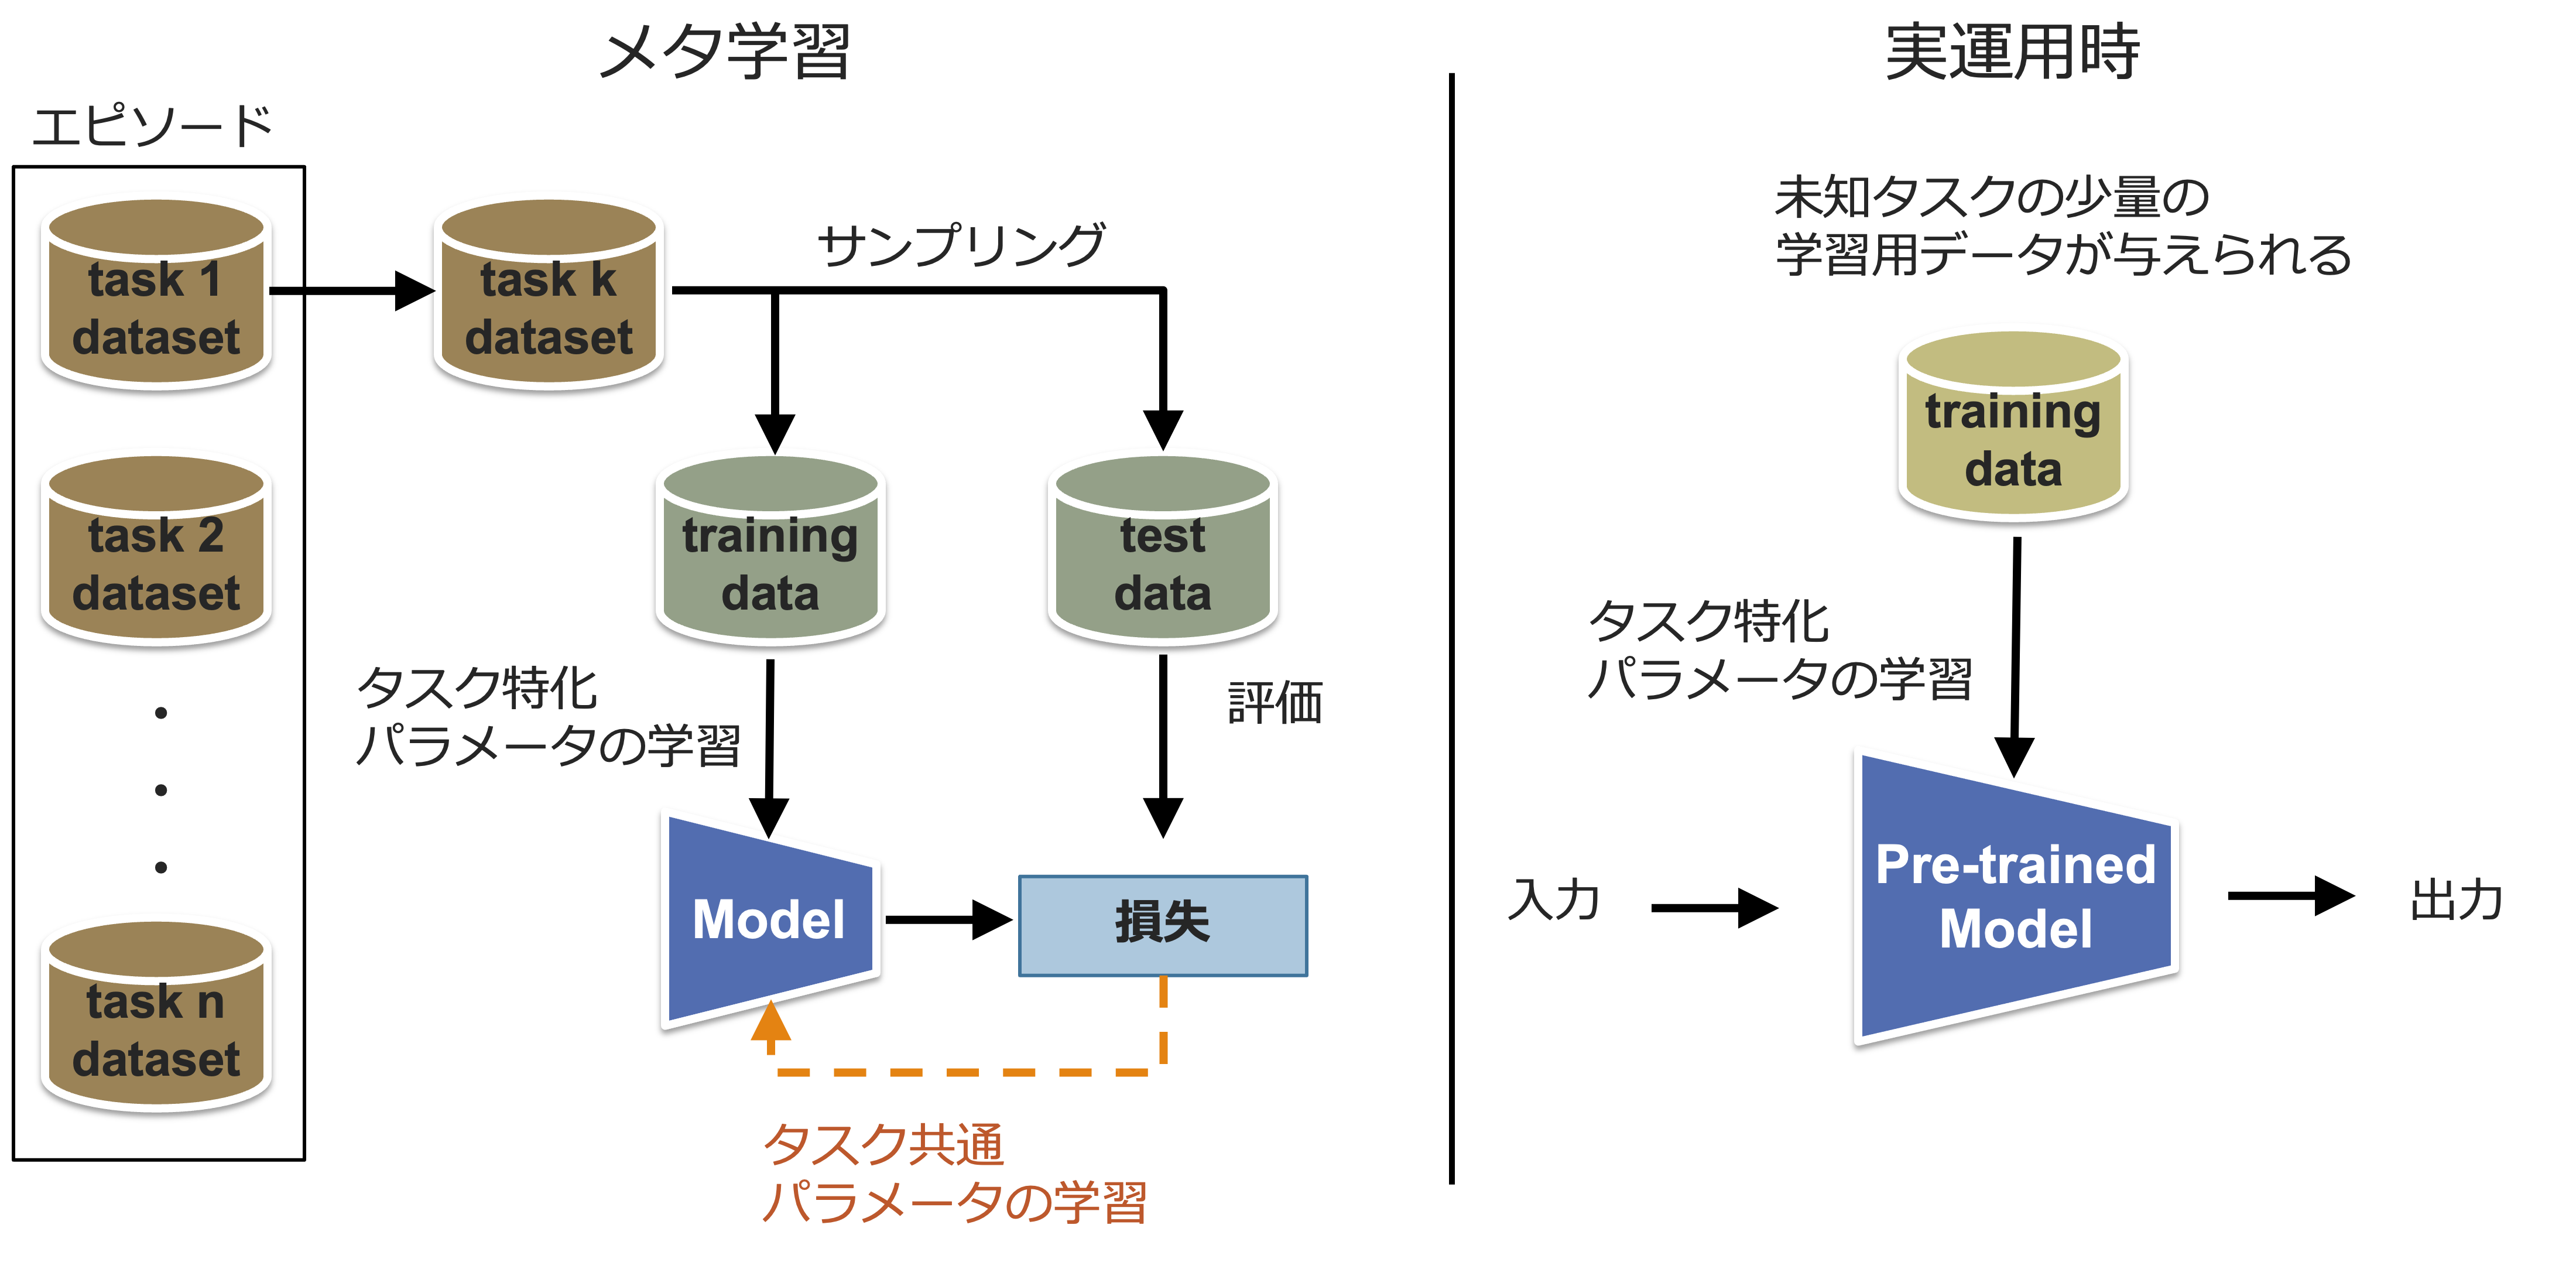 メタ学習
エピソード
task 1
dataset
task k
dataset
サンプリング
task 2
dataset
training
data
test
data
タスク特化
パラメータの学習
評価
Model
損失
task n
dataset
タスク共通
パラメータの学習
実運用時
未知タスクの少量の
学習用データが与えられる
training
data
タスク特化
パラメータの学習
入力
Pre-trained
Model
出力